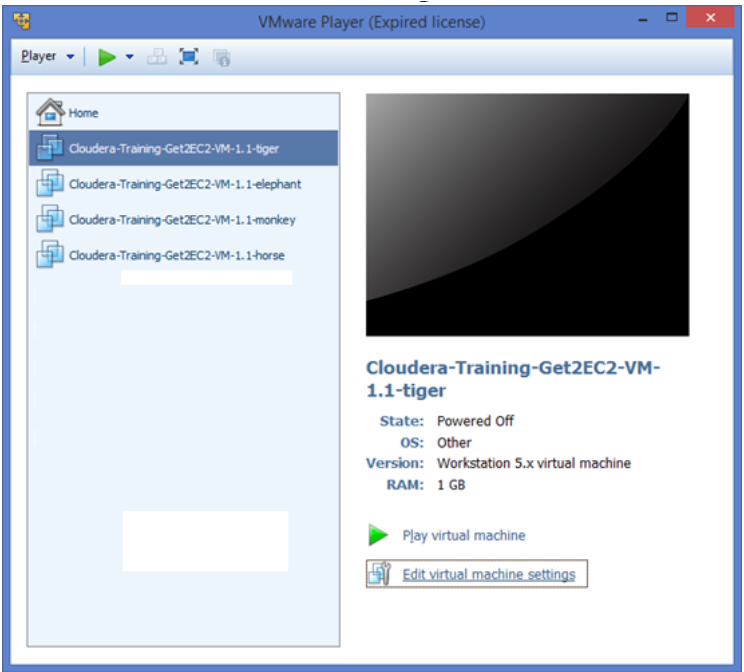 VMware Player (Expired license)
Player
Home
Cloudera-Training-Get2EC2-VM-1.1-tiger
Cloudera-Training-Get2EC2-VM-1.1-elephant
Cloudera-Training-Get2EC2-VM-1.1-monkey
Cloudera-Training-Get2EC2-VM-1.1-horse
Cloudera-Training-Get2EC2-VM-
1.1-tiger
State: Powered Off
OS: Other
Version: Workstation 5.x virtual machine
RAM: 1 GB
Play virtual machine
Edit virtual machine settings